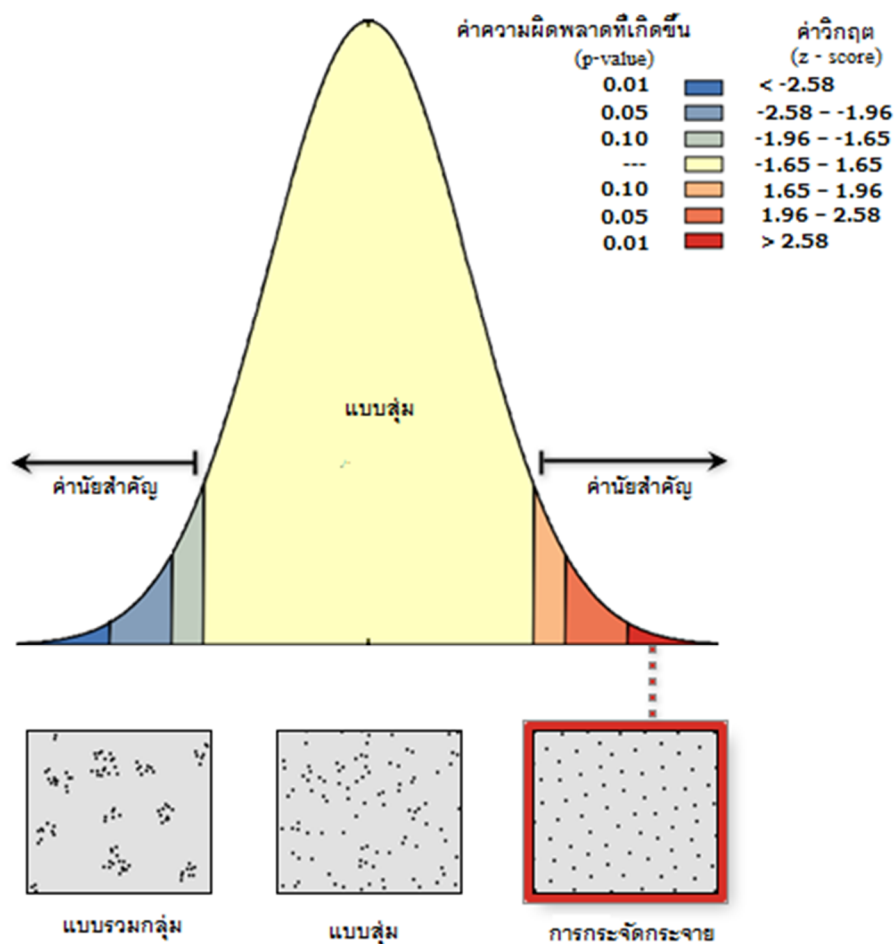 ค่าความผิดพลาดที่เกิดขึ้น ค่าวิกฤต
(p-value) (z - score)
0.01 < -2.58
0.05 -2.58 – -1.96
0.10 -1.96 – -1.65
--- -1.65 – 1.65
0.10 1.65 – 1.96
0.05 1.96 – 2.58
0.01 > 2.58
แบบสุ่ม
ค่านัยสำคัญ ค่านัยสำคัญ
แบบรวมกลุ่ม แบบสุ่ม การกระจัดกระจาย